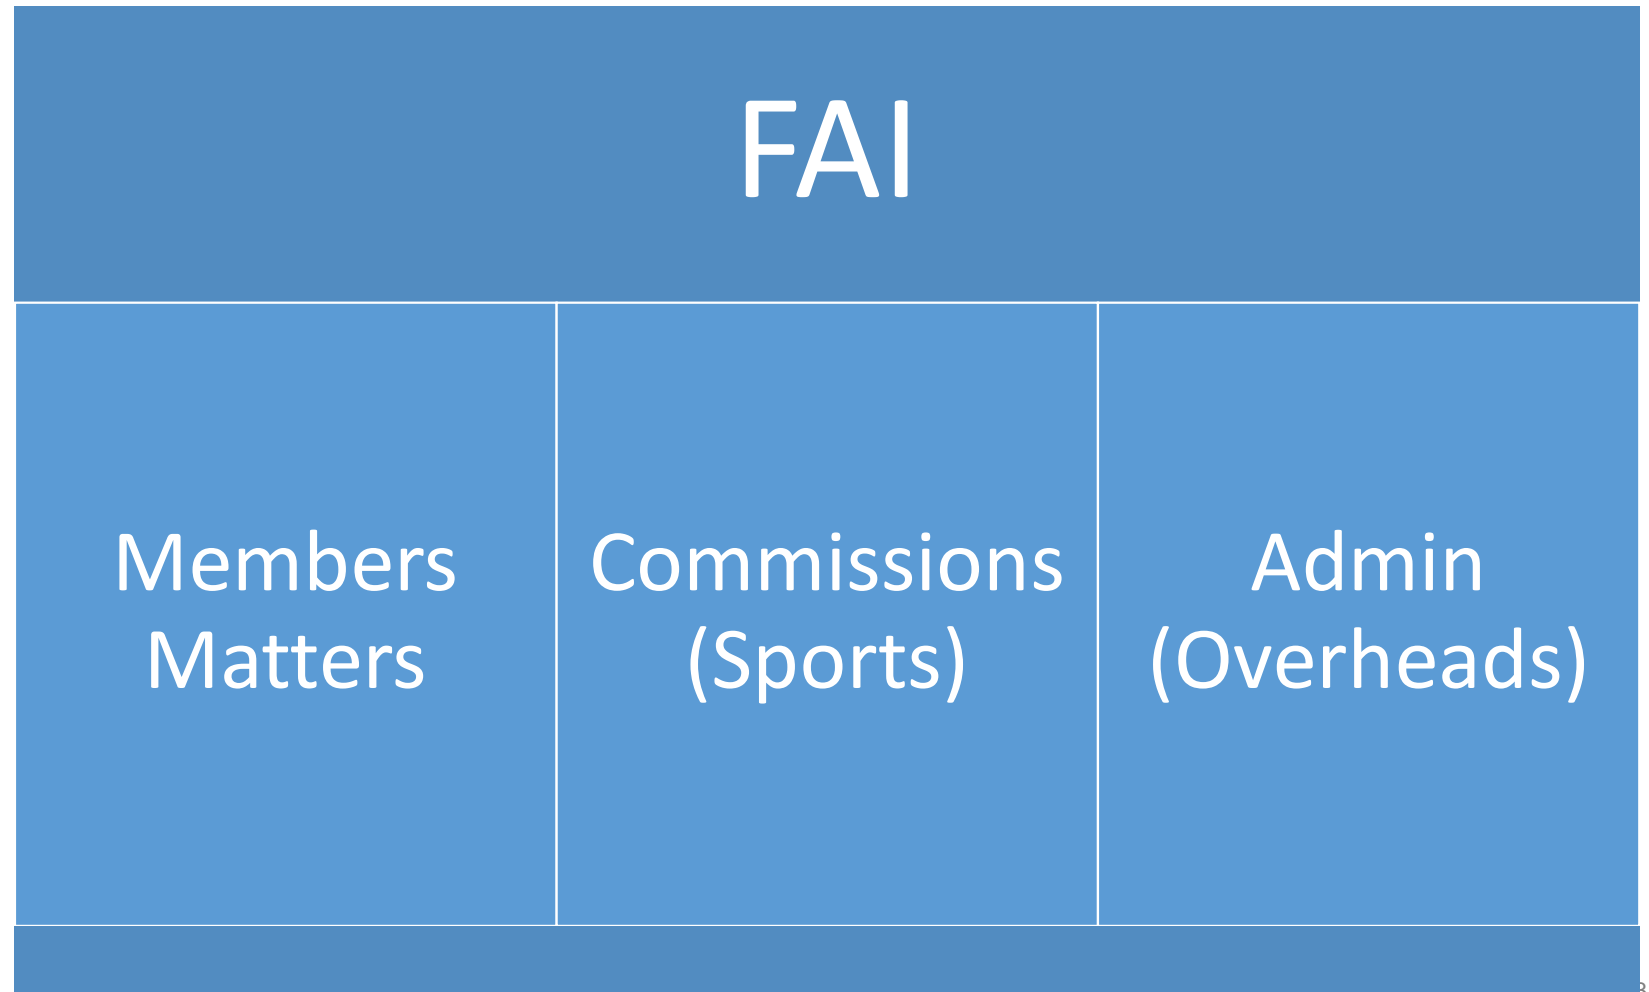 FAI
Members
Matters
Commissions
(Sports)
Admin
(Overheads)